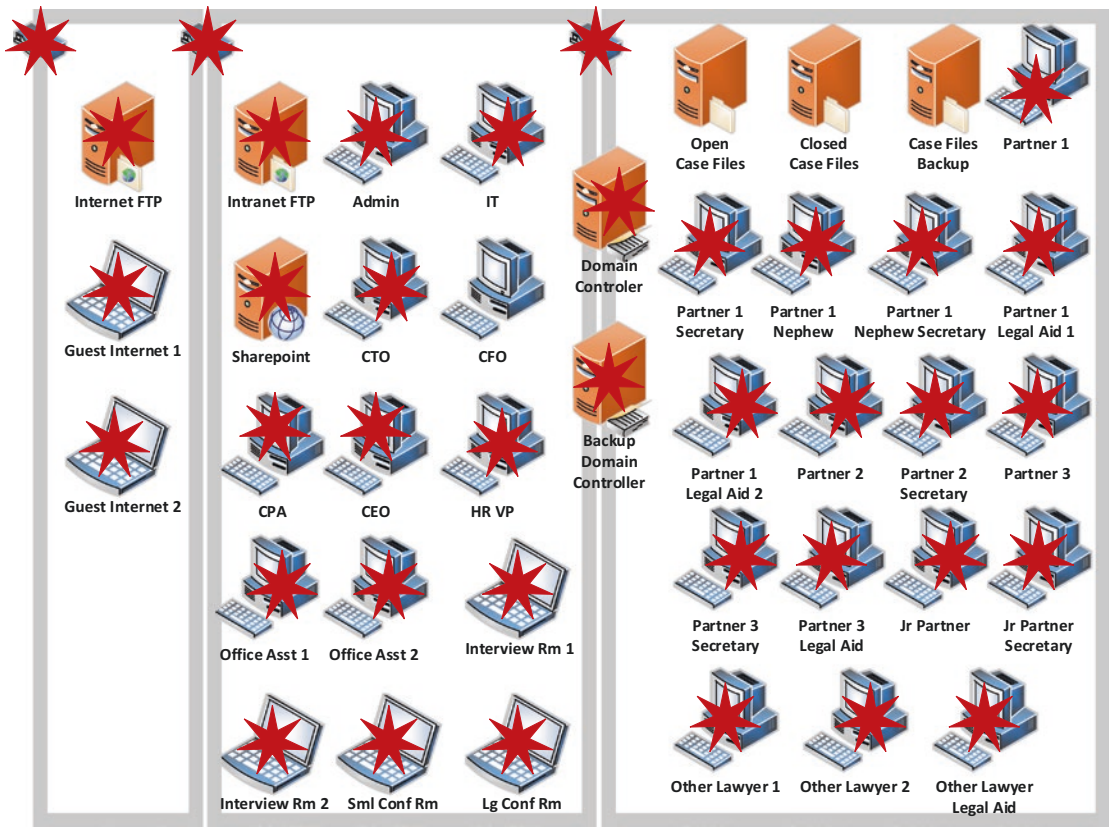 Open
Case Files
Closed
Case Files
Case Files
Backup
Partner 1
Internet FTP
Intranet FTP
Admin
IT
Domain
Controler
Partner 1
Secretary
Partner 1
Nephew
Partner 1
Nephew Secretary
Partner 1
Legal Aid 1
Guest Internet 1
Sharepoint
CTO
CFO
Backup
Domain
Controller
Partner 1
Legal Aid 2
Partner 2
Partner 2
Secretary
Partner 3
Guest Internet 2
CPA
CEO
HR VP
Partner 3
Secretary
Partner 3
Legal Aid
Jr Partner
Jr Partner
Secretary
Office Asst 1
Office Asst 2
Interview Rm 1
Other Lawyer 1
Other Lawyer 2
Other Lawyer
Legal Aid
Interview Rm 2
Sml Conf Rm
Lg Conf Rm